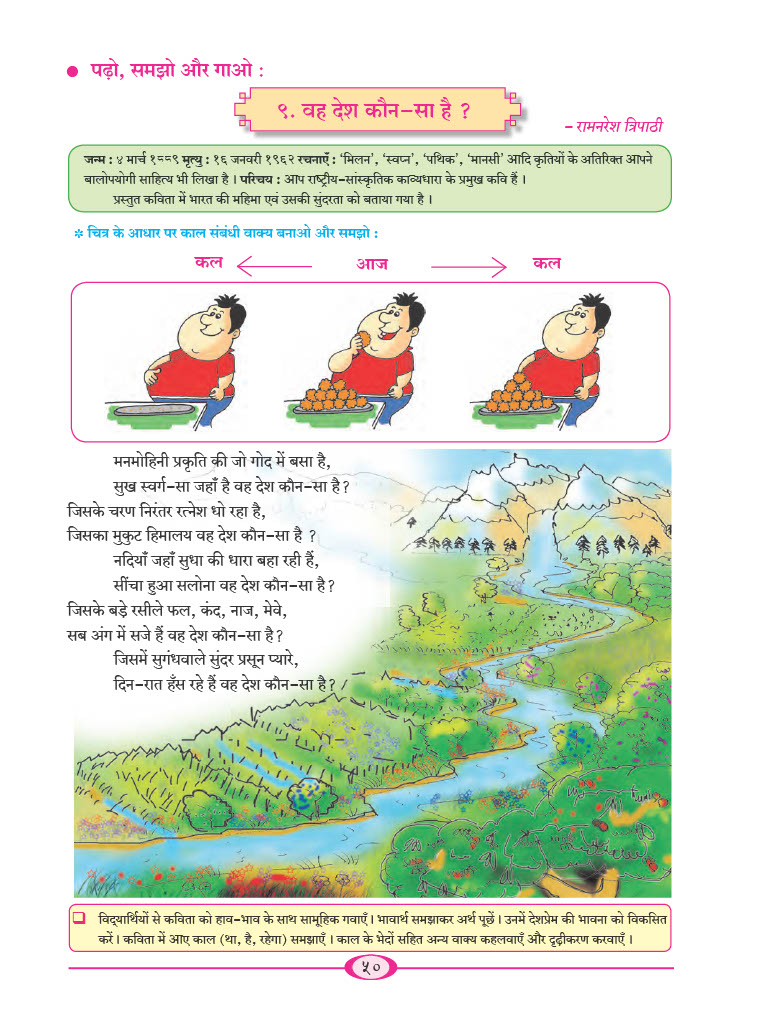 ● पढ़ो, समझो और गाओ :
९. वह देश कौन-सा है ?
- रामनरेश त्रिपाठी
जन्म : ४ मार्च १८८९ मृत्यु : १६ जनवरी १९६२ रचनाएँ : 'मिलन', 'स्वप्न', 'पथिक', 'मानसी' आदि कृतियों के अतिरिक्त आपने
बालोपयोगी साहित्य भी लिखा है । परिचय : आप राष्ट्रीय-सांस्कृतिक काव्यधारा के प्रमुख कवि हैं ।
प्रस्तुत कविता में भारत की महिमा एवं उसकी सुंदरता को बताया गया है ।
* चित्र के आधार पर काल संबंधी वाक्य बनाओ और समझो :
कल ← आज → कल
मनमोहिनी प्रकृति की जो गोद में बसा है,
सुख स्वर्ग-सा जहाँ है वह देश कौन-सा है ?
जिसके चरण निरंतर रत्नेश धो रहा है,
जिसका मुकुट हिमालय वह देश कौन-सा है ?
नदियाँ जहाँ सुधा की धारा बहा रही हैं,
सींचा हुआ सलोना वह देश कौन-सा है ?
जिसके बड़े रसीले फल, कंद, नाज, मेवे,
सब अंग में सजे हैं वह देश कौन-सा है ?
जिसमें सुगंधवाले सुंदर प्रसून प्यारे,
दिन-रात हँस रहे हैं वह देश कौन-सा है ?
❑ विद्यार्थियों से कविता को हाव-भाव के साथ सामूहिक गवाएँ । भावार्थ समझाकर अर्थ पूछें । उनमें देशप्रेम की भावना को विकसित
करें । कविता में आए काल (था, है, रहेगा) समझाएँ । काल के भेदों सहित अन्य वाक्य कहलवाएँ और दृढ़ीकरण करवाएँ ।
५०